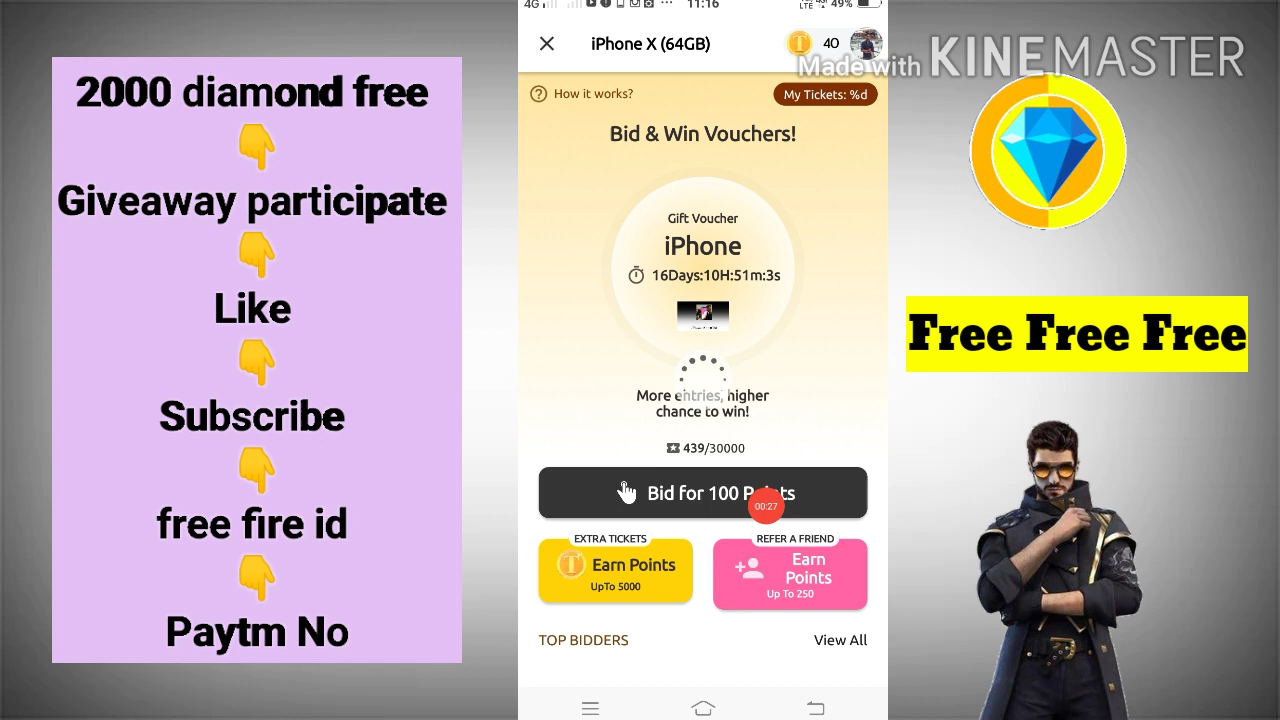 2000 diamond free
👇
Giveaway participate
👇
Like
👇
Subscribe
👇
free fire id
👇
Paytm No
4G 11:16 LTE 49%
iPhone X (64GB) T 40
Made with KINEMASTER
How it works? My Tickets: %d
Bid & Win Vouchers!
Gift Voucher
iPhone
16Days:10H:51m:3s
More entries, higher
chance to win!
439/30000
Bid for 100 Points
00:27
EXTRA TICKETS
T Earn Points
UpTo 5000
REFER A FRIEND
Earn
Points
Up To 250
TOP BIDDERS View All
Free Free Free